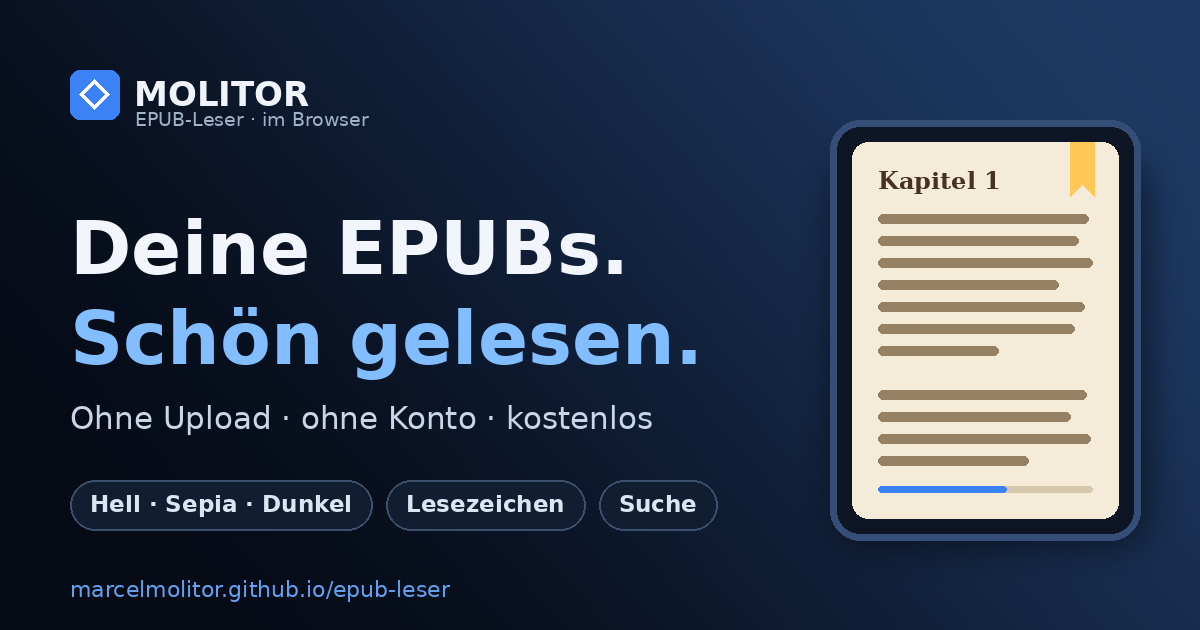 MOLITOR
EPUB-Leser · im Browser
Deine EPUBs.
Schön gelesen.
Ohne Upload · ohne Konto · kostenlos
Hell · Sepia · Dunkel
Lesezeichen
Suche
marcelmolitor.github.io/epub-leser
Kapitel 1